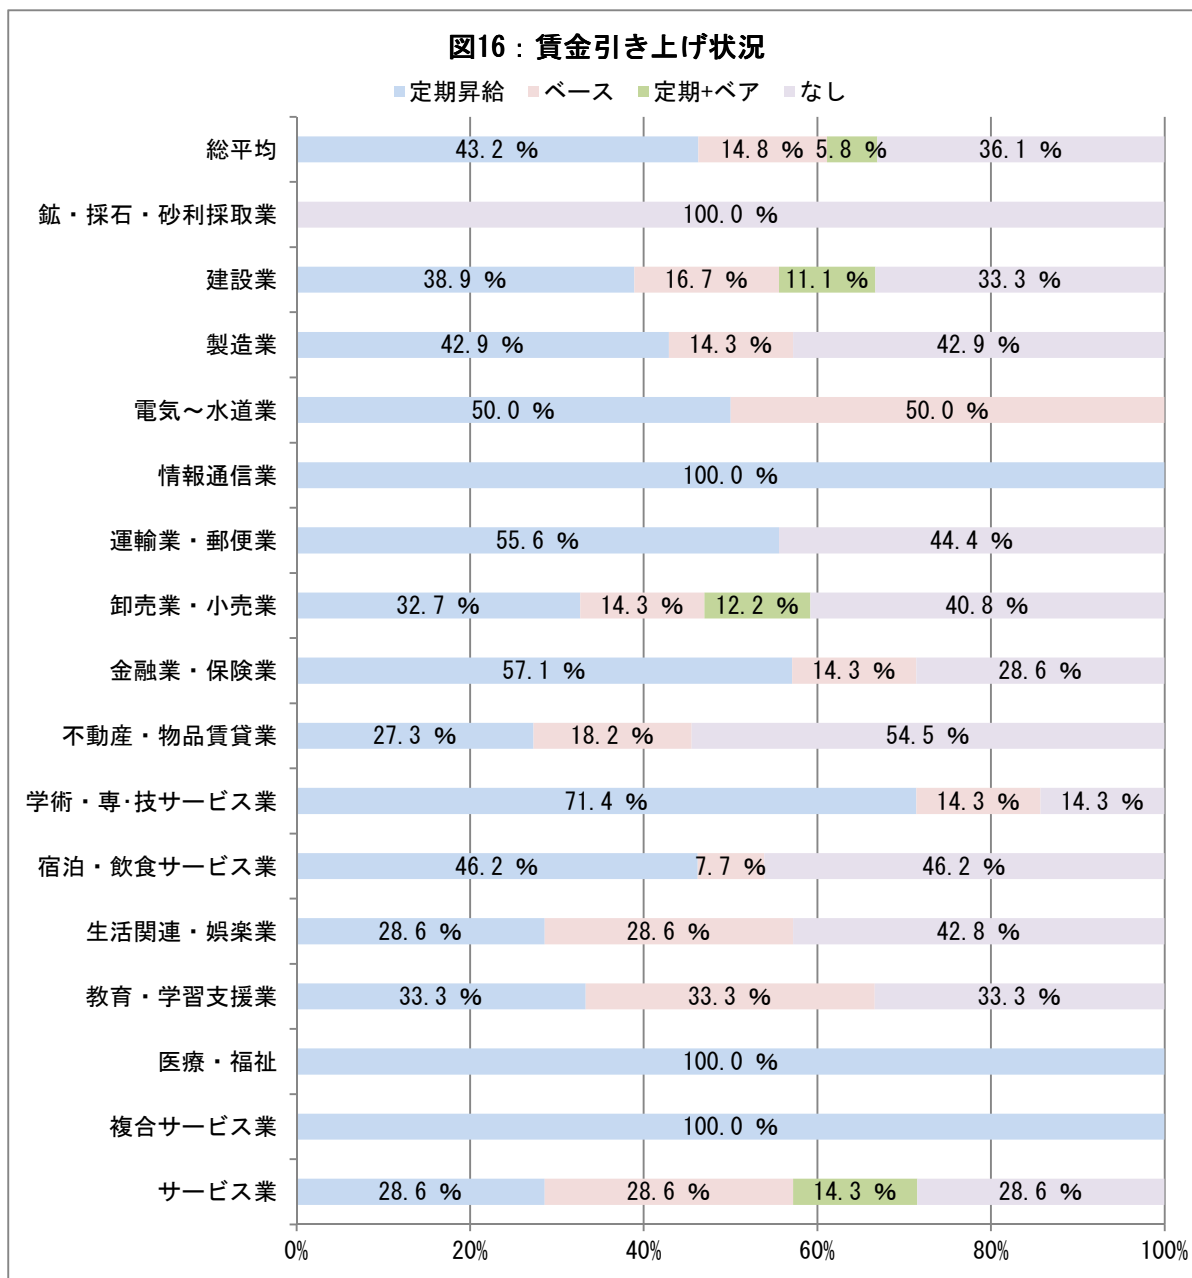 図16：賃金引き上げ状況
定期昇給 ベース 定期+ベア なし
総平均 43.2 % 14.8 % 5.8 % 36.1 %
鉱・採石・砂利採取業 100.0 %
建設業 38.9 % 16.7 % 11.1 % 33.3 %
製造業 42.9 % 14.3 % 42.9 %
電気～水道業 50.0 % 50.0 %
情報通信業 100.0 %
運輸業・郵便業 55.6 % 44.4 %
卸売業・小売業 32.7 % 14.3 % 12.2 % 40.8 %
金融業・保険業 57.1 % 14.3 % 28.6 %
不動産・物品賃貸業 27.3 % 18.2 % 54.5 %
学術・専･技サービス業 71.4 % 14.3 % 14.3 %
宿泊・飲食サービス業 46.2 % 7.7 % 46.2 %
生活関連・娯楽業 28.6 % 28.6 % 42.8 %
教育・学習支援業 33.3 % 33.3 % 33.3 %
医療・福祉 100.0 %
複合サービス業 100.0 %
サービス業 28.6 % 28.6 % 14.3 % 28.6 %
0% 20% 40% 60% 80% 100%